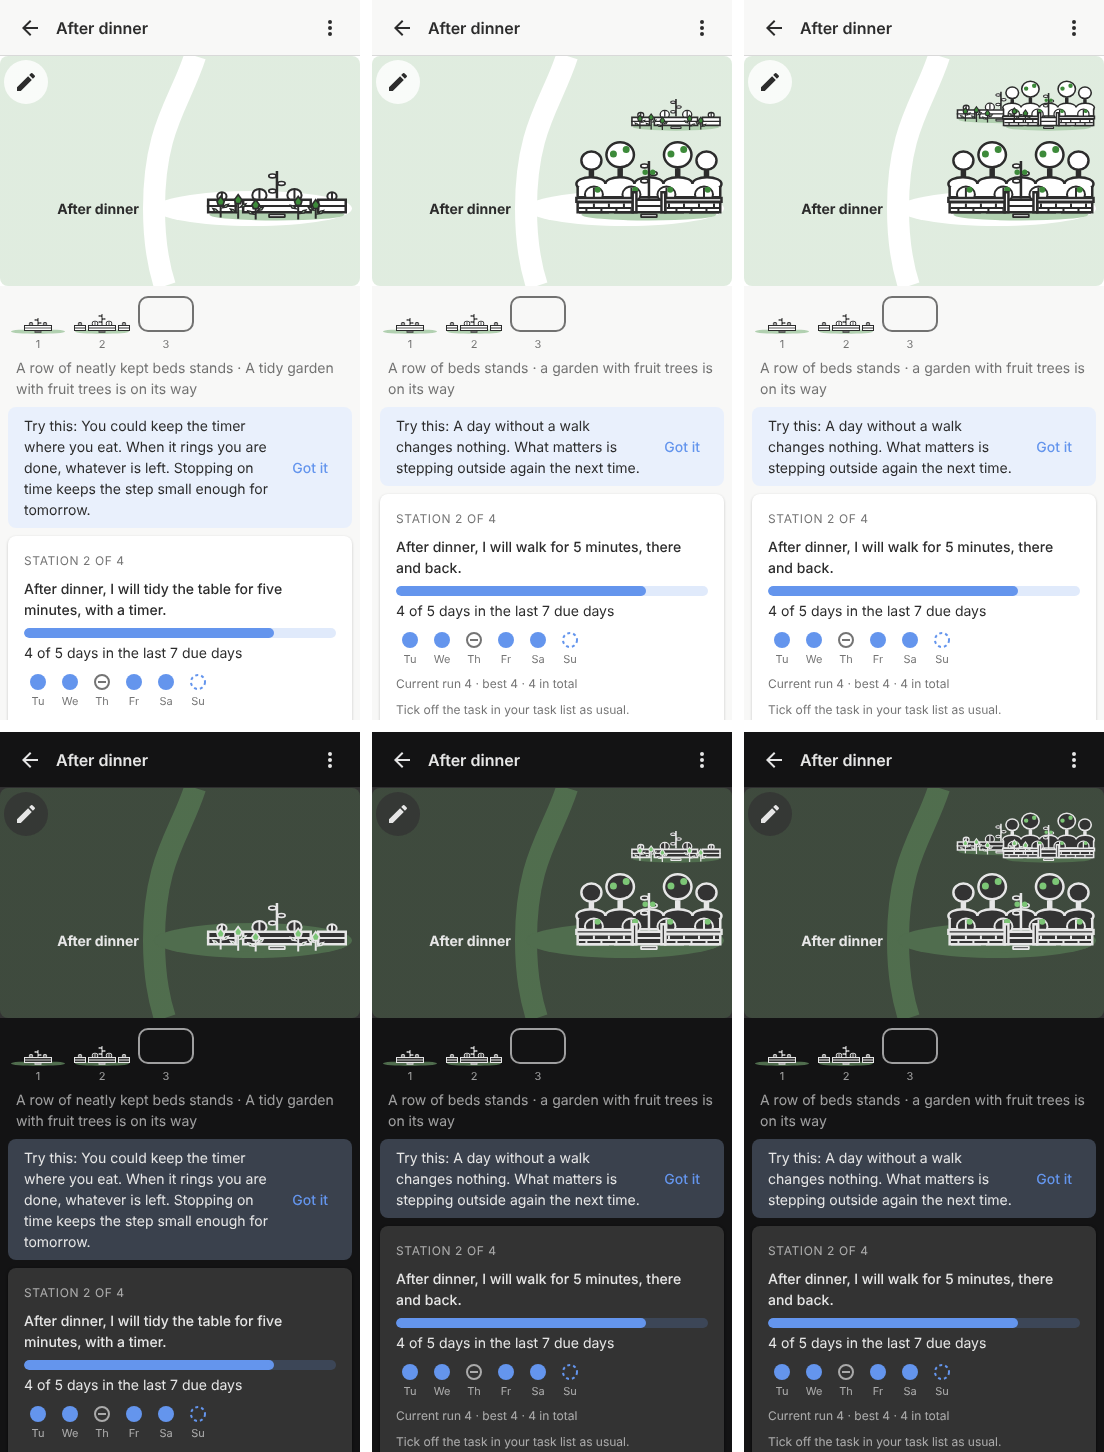 After dinner
After dinner
1 2 3
A row of neatly kept beds stands · A tidy garden
with fruit trees is on its way
Try this: You could keep the timer
where you eat. When it rings you are
done, whatever is left. Stopping on
time keeps the step small enough for
tomorrow.
Got it
STATION 2 OF 4
After dinner, I will tidy the table for five
minutes, with a timer.
4 of 5 days in the last 7 due days
Tu We Th Fr Sa Su
After dinner
After dinner
1 2 3
A row of beds stands · a garden with fruit trees is
on its way
Try this: A day without a walk
changes nothing. What matters is
stepping outside again the next time.
Got it
STATION 2 OF 4
After dinner, I will walk for 5 minutes, there
and back.
4 of 5 days in the last 7 due days
Tu We Th Fr Sa Su
Current run 4 · best 4 · 4 in total
Tick off the task in your task list as usual.
After dinner
After dinner
1 2 3
A row of beds stands · a garden with fruit trees is
on its way
Try this: A day without a walk
changes nothing. What matters is
stepping outside again the next time.
Got it
STATION 2 OF 4
After dinner, I will walk for 5 minutes, there
and back.
4 of 5 days in the last 7 due days
Tu We Th Fr Sa Su
Current run 4 · best 4 · 4 in total
Tick off the task in your task list as usual.
After dinner
After dinner
1 2 3
A row of neatly kept beds stands · A tidy garden
with fruit trees is on its way
Try this: You could keep the timer
where you eat. When it rings you are
done, whatever is left. Stopping on
time keeps the step small enough for
tomorrow.
Got it
STATION 2 OF 4
After dinner, I will tidy the table for five
minutes, with a timer.
4 of 5 days in the last 7 due days
Tu We Th Fr Sa Su
After dinner
After dinner
1 2 3
A row of beds stands · a garden with fruit trees is
on its way
Try this: A day without a walk
changes nothing. What matters is
stepping outside again the next time.
Got it
STATION 2 OF 4
After dinner, I will walk for 5 minutes, there
and back.
4 of 5 days in the last 7 due days
Tu We Th Fr Sa Su
Current run 4 · best 4 · 4 in total
Tick off the task in your task list as usual.
After dinner
After dinner
1 2 3
A row of beds stands · a garden with fruit trees is
on its way
Try this: A day without a walk
changes nothing. What matters is
stepping outside again the next time.
Got it
STATION 2 OF 4
After dinner, I will walk for 5 minutes, there
and back.
4 of 5 days in the last 7 due days
Tu We Th Fr Sa Su
Current run 4 · best 4 · 4 in total
Tick off the task in your task list as usual.